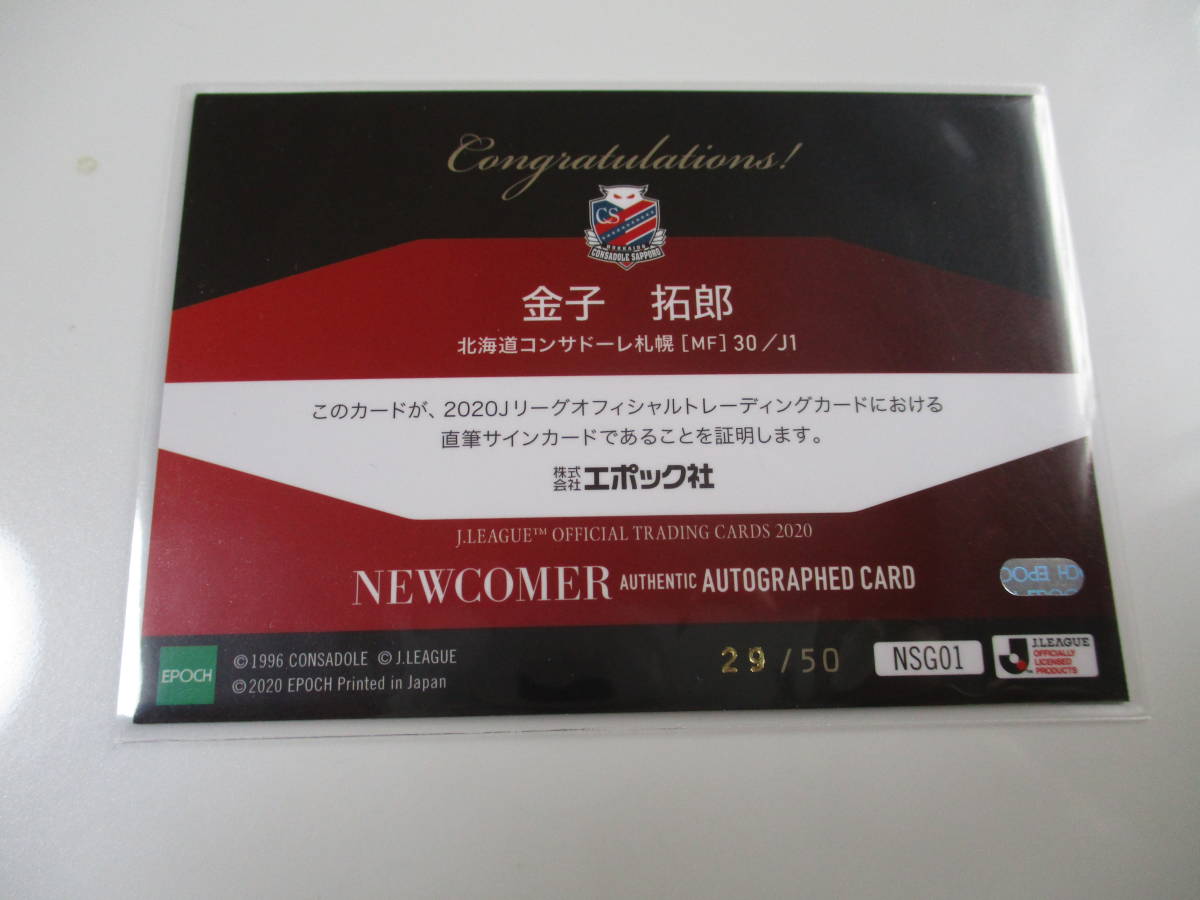 Congratulations!
CS
HOKKAIDO
CONSADOLE SAPPORO
金子　拓郎
北海道コンサドーレ札幌［MF］30／J1
このカードが、2020Jリーグオフィシャルトレーディングカードにおける
直筆サインカードであることを証明します。
株式会社エポック社
J.LEAGUE™ OFFICIAL TRADING CARDS 2020
NEWCOMER AUTHENTIC AUTOGRAPHED CARD
CH EPOC
EPOCH
©1996 CONSADOLE ©J.LEAGUE
©2020 EPOCH Printed in Japan
29/50
NSG01
J.LEAGUE
OFFICIALLY
LICENSED
PRODUCTS